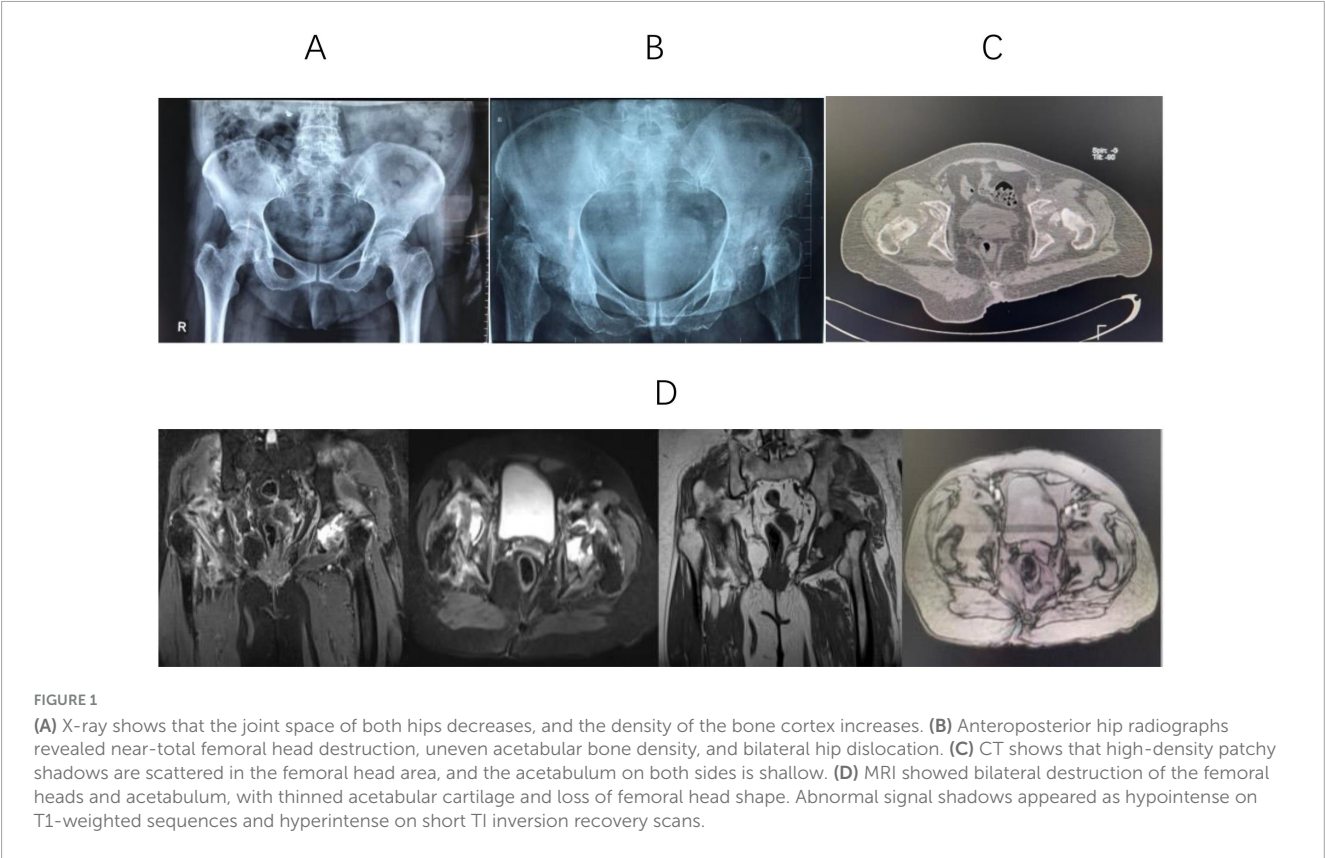 A
B
C
R
Spin: -0
Tilt: -90
D
FIGURE 1
(A) X-ray shows that the joint space of both hips decreases, and the density of the bone cortex increases. (B) Anteroposterior hip radiographs
revealed near-total femoral head destruction, uneven acetabular bone density, and bilateral hip dislocation. (C) CT shows that high-density patchy
shadows are scattered in the femoral head area, and the acetabulum on both sides is shallow. (D) MRI showed bilateral destruction of the femoral
heads and acetabulum, with thinned acetabular cartilage and loss of femoral head shape. Abnormal signal shadows appeared as hypointense on
T1-weighted sequences and hyperintense on short TI inversion recovery scans.